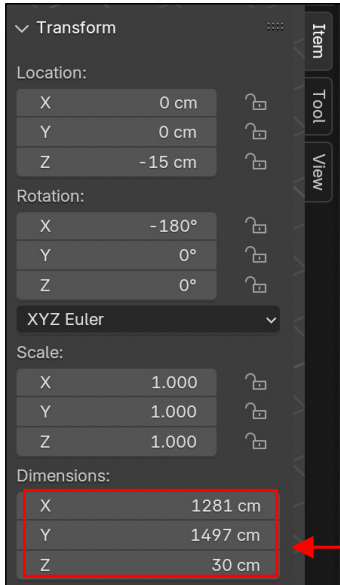 Transform
Item
Tool
View
Location:
X 0 cm
Y 0 cm
Z -15 cm
Rotation:
X -180°
Y 0°
Z 0°
XYZ Euler
Scale:
X 1.000
Y 1.000
Z 1.000
Dimensions:
X 1281 cm
Y 1497 cm
Z 30 cm